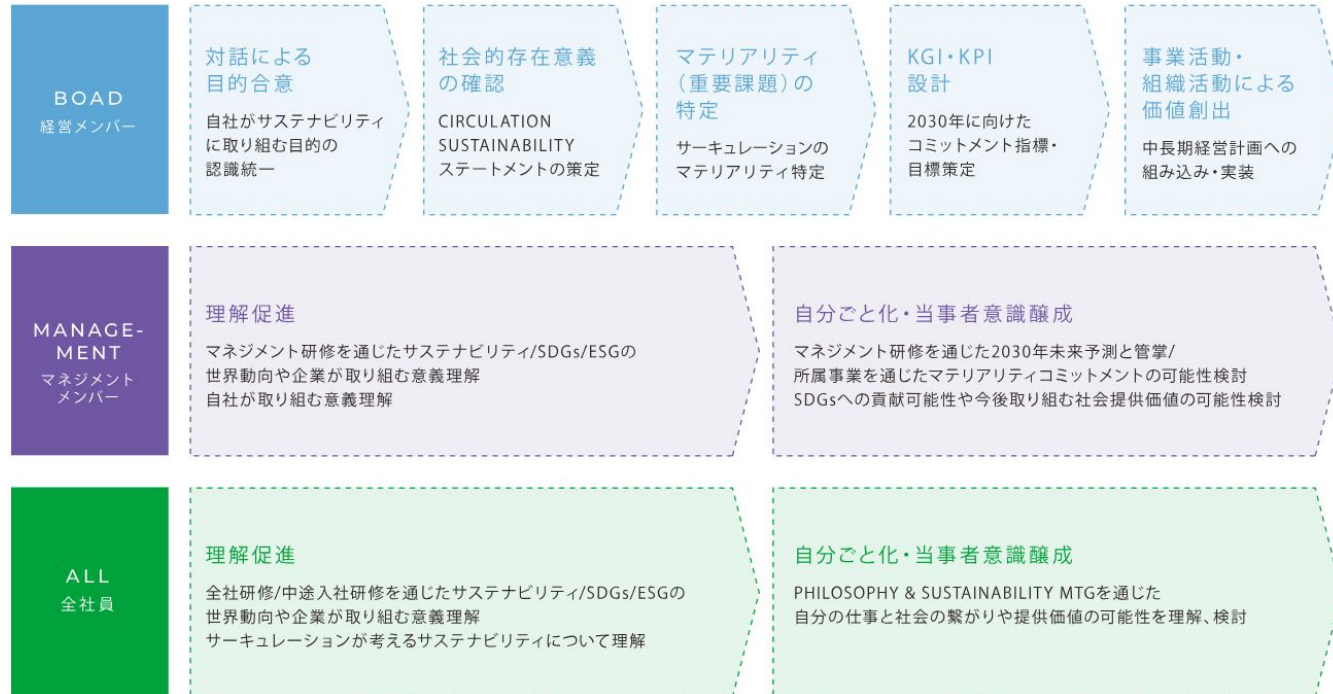 BOAD
経営メンバー
対話による
目的合意
自社がサステナビリティ
に取り組む目的の
認識統一
社会的存在意義
の確認
CIRCULATION
SUSTAINABILITY
ステートメントの策定
マテリアリティ
(重要課題)の
特定
サーキュレーションの
マテリアリティ特定
KGI・KPI
設計
2030年に向けた
コミットメント指標・
目標策定
事業活動・
組織活動による
価値創出
中長期経営計画への
組み込み・実装
MANAGE-
MENT
マネジメント
メンバー
理解促進
マネジメント研修を通じたサステナビリティ/SDGs/ESGの
世界動向や企業が取り組む意義理解
自社が取り組む意義理解
自分ごと化・当事者意識醸成
マネジメント研修を通じた2030年未来予測と管掌/
所属事業を通じたマテリアリティコミットメントの可能性検討
SDGsへの貢献可能性や今後取り組む社会提供価値の可能性検討
ALL
全社員
理解促進
全社研修/中途入社研修を通じたサステナビリティ/SDGs/ESGの
世界動向や企業が取り組む意義理解
サーキュレーションが考えるサステナビリティについて理解
自分ごと化・当事者意識醸成
PHILOSOPHY & SUSTAINABILITY MTGを通じた
自分の仕事と社会の繋がりや提供価値の可能性を理解、検討